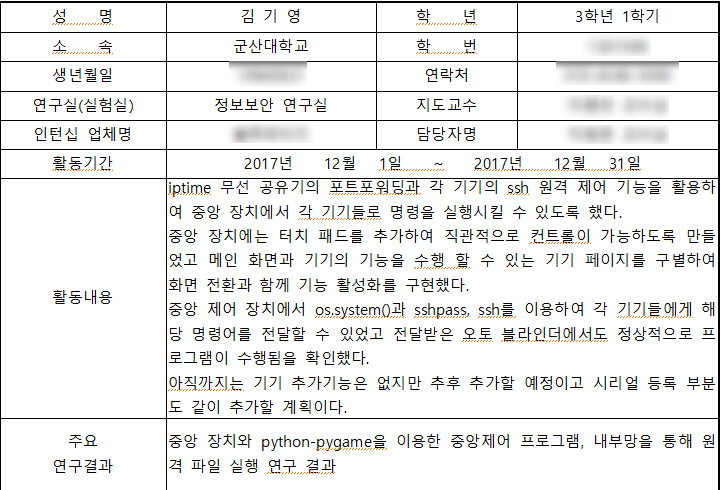 성 명 김 기 영 학 년 3학년 1학기
소 속 군산대학교 학 번
생년월일 연락처
연구실(실험실) 정보보안 연구실 지도교수
인턴십 업체명 담당자명
활동기간 2017년 12월 1일 ~ 2017년 12월 31일
iptime 무선 공유기의 포트포워딩과 각 기기의 ssh 원격 제어 기능을 활용하
여 중앙 장치에서 각 기기들로 명령을 실행시킬 수 있도록 했다.
중앙 장치에는 터치 패드를 추가하여 직관적으로 컨트롤이 가능하도록 만들
었고 메인 화면과 기기의 기능을 수행 할 수 있는 기기 페이지를 구별하여
화면 전환과 함께 기능 활성화를 구현했다.
활동내용
중앙 제어 장치에서 os.system()과 sshpass, ssh를 이용하여 각 기기들에게 해
당 명령어를 전달할 수 있었고 전달받은 오토 블라인더에서도 정상적으로 프
로그램이 수행됨을 확인했다.
아직까지는 기기 추가기능은 없지만 추후 추가할 예정이고 시리얼 등록 부분
도 같이 추가할 계획이다.
주요
연구결과
중앙 장치와 python-pygame을 이용한 중앙제어 프로그램, 내부망을 통해 원
격 파일 실행 연구 결과